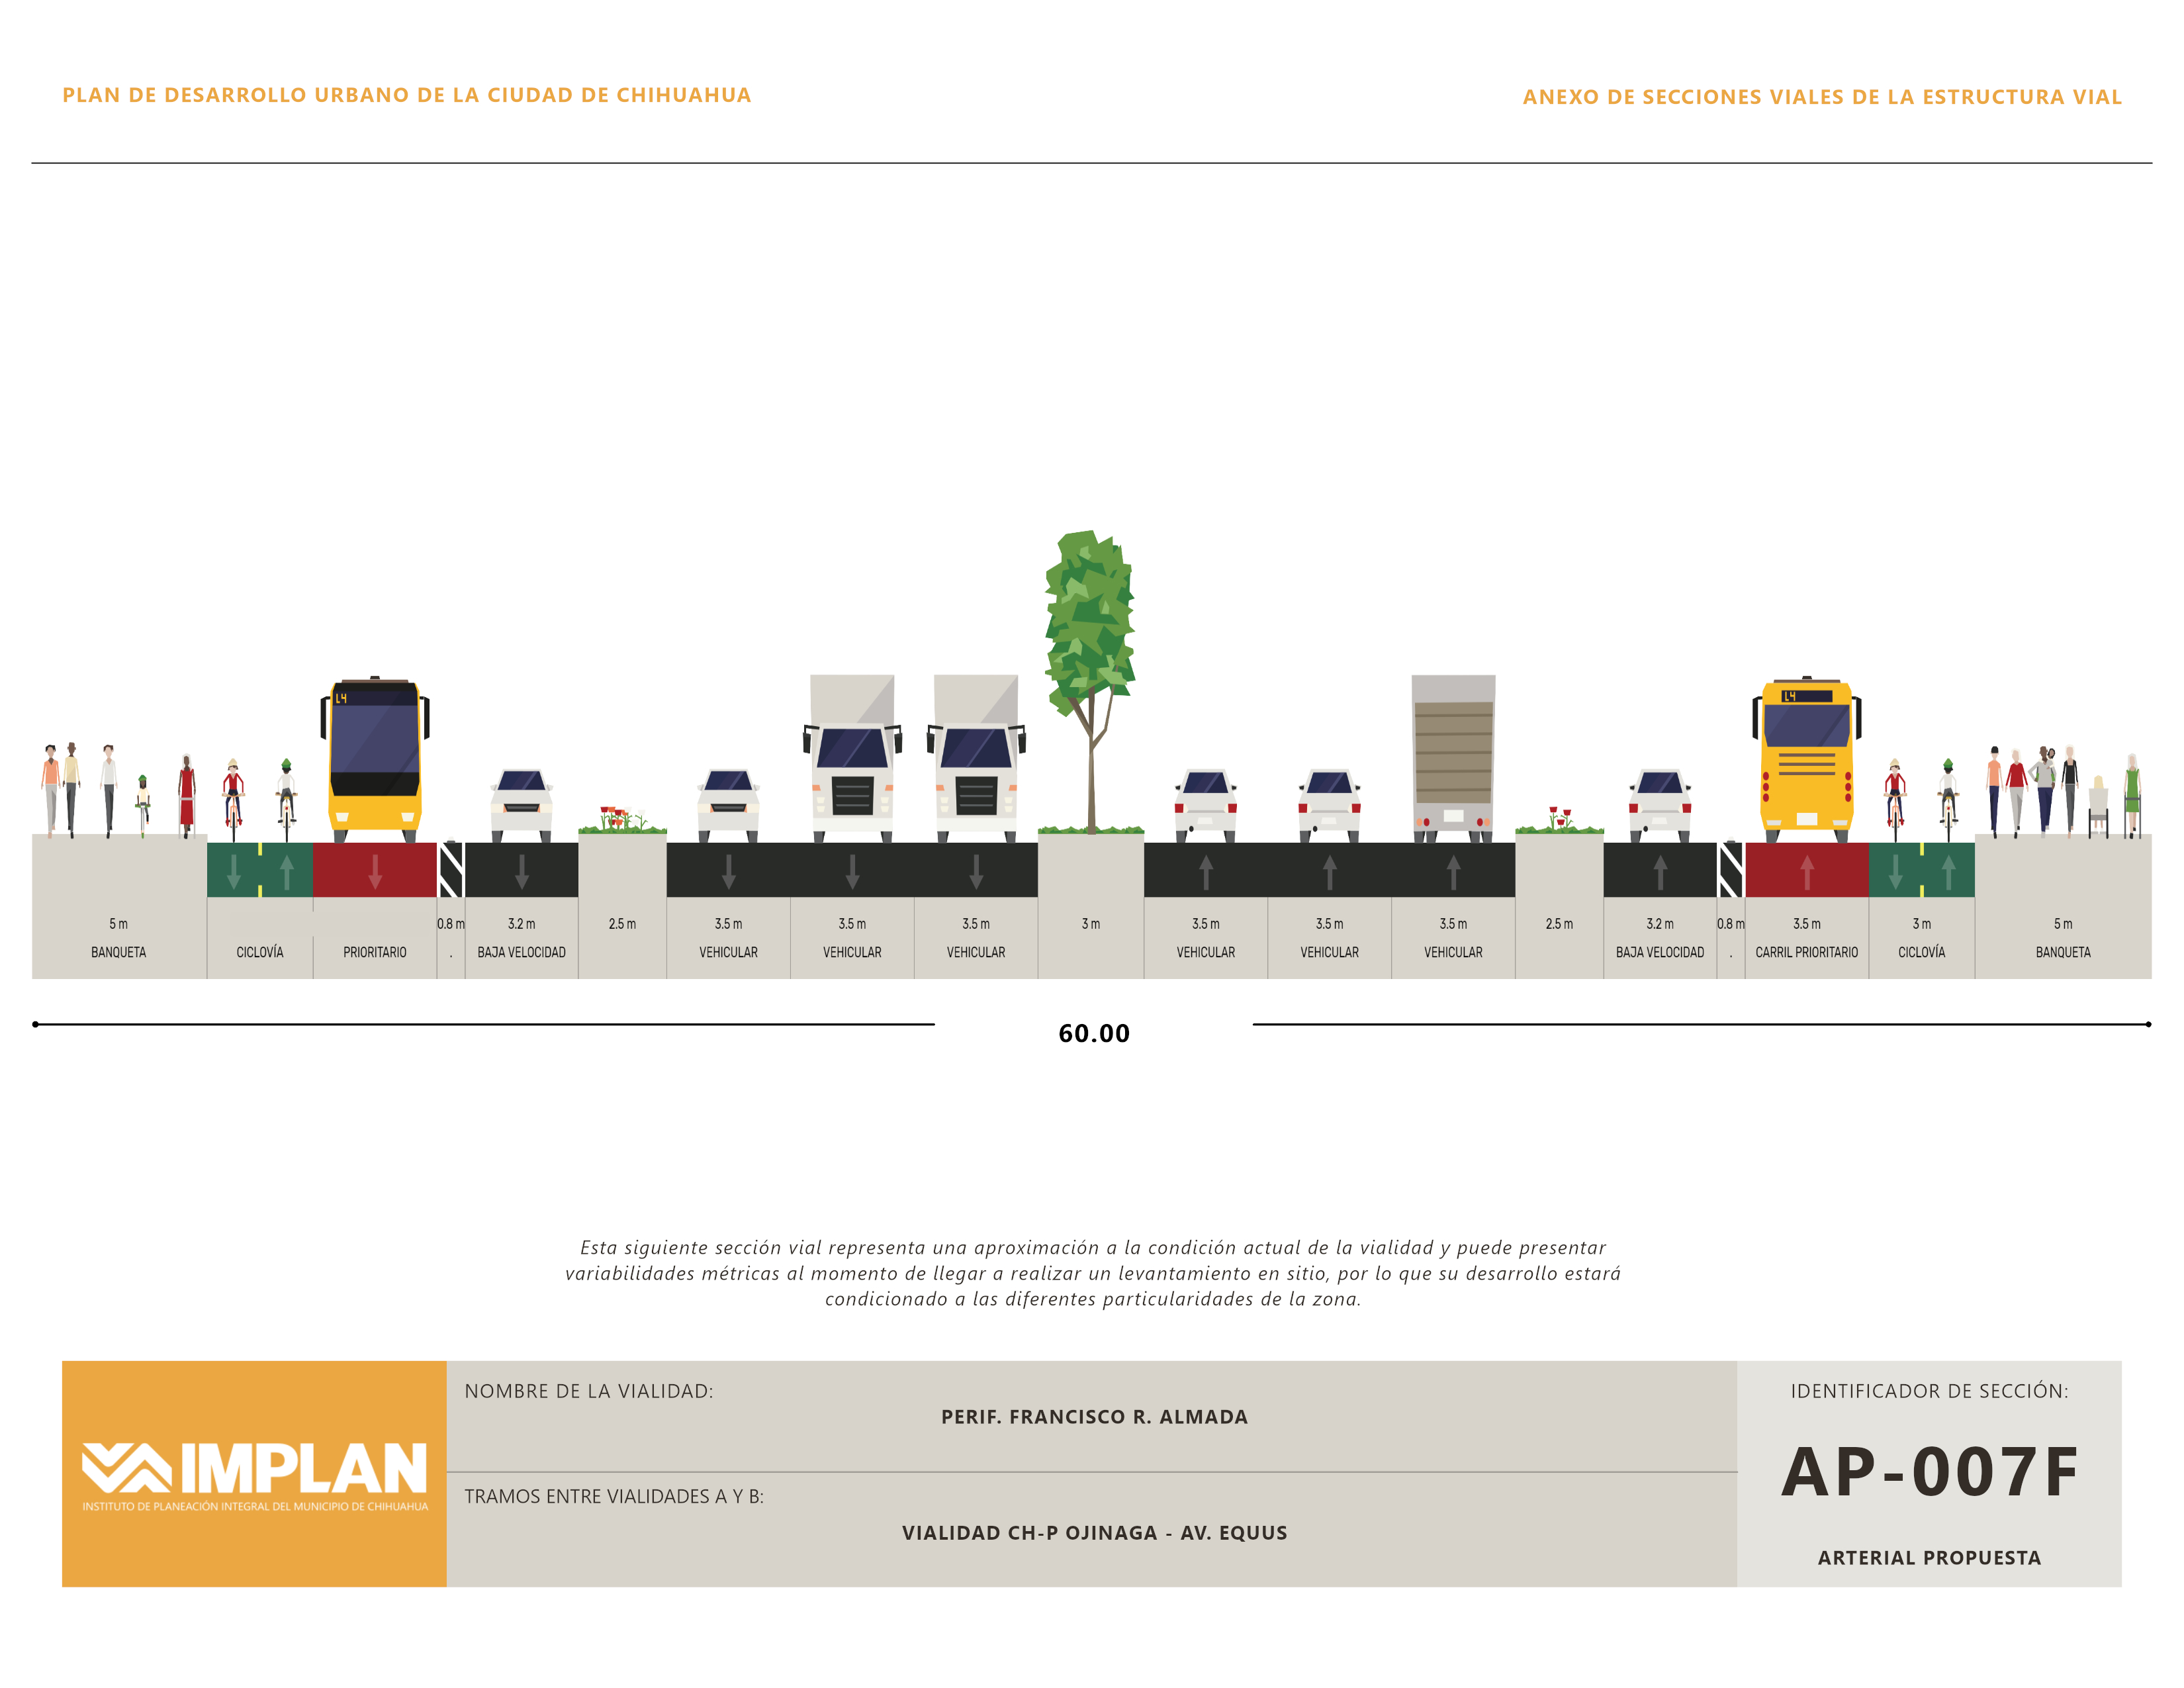 PLAN DE DESARROLLO URBANO DE LA CIUDAD DE CHIHUAHUA
ANEXO DE SECCIONES VIALES DE LA ESTRUCTURA VIAL
L4
L4
5 m
0.8 m
3.2 m
2.5 m
3.5 m
3.5 m
3.5 m
3 m
3.5 m
3.5 m
3.5 m
2.5 m
3.2 m
0.8 m
3.5 m
3 m
5 m
BANQUETA
CICLOVÍA
PRIORITARIO
.
BAJA VELOCIDAD
VEHICULAR
VEHICULAR
VEHICULAR
VEHICULAR
VEHICULAR
VEHICULAR
BAJA VELOCIDAD
.
CARRIL PRIORITARIO
CICLOVÍA
BANQUETA
60.00
Esta siguiente sección vial representa una aproximación a la condición actual de la vialidad y puede presentar
variabilidades métricas al momento de llegar a realizar un levantamiento en sitio, por lo que su desarrollo estará
condicionado a las diferentes particularidades de la zona.
IMPLAN
INSTITUTO DE PLANEACIÓN INTEGRAL DEL MUNICIPIO DE CHIHUAHUA
NOMBRE DE LA VIALIDAD:
PERIF. FRANCISCO R. ALMADA
TRAMOS ENTRE VIALIDADES A Y B:
VIALIDAD CH-P OJINAGA - AV. EQUUS
IDENTIFICADOR DE SECCIÓN:
AP-007F
ARTERIAL PROPUESTA